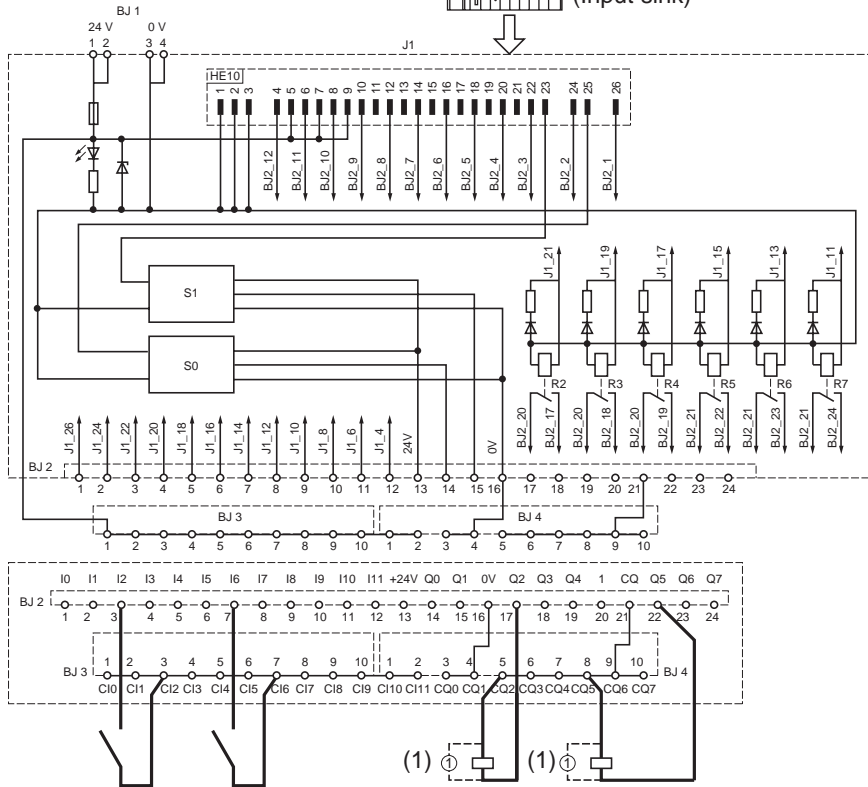 (Input sink)
BJ 1
24 V 0 V
1 2 3 4
J1
HE10
1 2 3 4 5 6 7 8 9 10 11 12 13 14 15 16 17 18 19 20 21 22 23 24 25 26
BJ2_12 BJ2_11 BJ2_10 BJ2_9 BJ2_8 BJ2_7 BJ2_6 BJ2_5 BJ2_4 BJ2_3 BJ2_2 BJ2_1
J1_21 J1_19 J1_17 J1_15 J1_13 J1_11
S1
S0
R2 R3 R4 R5 R6 R7
BJ2_20 BJ2_17 BJ2_20 BJ2_18 BJ2_20 BJ2_19 BJ2_21 BJ2_22 BJ2_21 BJ2_23 BJ2_21 BJ2_24
J1_26 J1_24 J1_22 J1_20 J1_18 J1_16 J1_14 J1_12 J1_10 J1_8 J1_6 J1_4 24V 0V
BJ 2
1 2 3 4 5 6 7 8 9 10 11 12 13 14 15 16 17 18 19 20 21 22 23 24
BJ 3 BJ 4
1 2 3 4 5 6 7 8 9 10 1 2 3 4 5 6 7 8 9 10
I0 I1 I2 I3 I4 I5 I6 I7 I8 I9 I10 I11 +24V Q0 Q1 0V Q2 Q3 Q4 1 CQ Q5 Q6 Q7
BJ 2
1 2 3 4 5 6 7 8 9 10 11 12 13 14 15 16 17 18 19 20 21 22 23 24
1 2 3 4 5 6 7 8 9 10 1 2 3 4 5 6 7 8 9 10
BJ 3 BJ 4
CI0 CI1 CI2 CI3 CI4 CI5 CI6 CI7 CI8 CI9 CI10 CI11 CQ0 CQ1 CQ2 CQ3 CQ4 CQ5 CQ6 CQ7
(1) 1 (1) 1